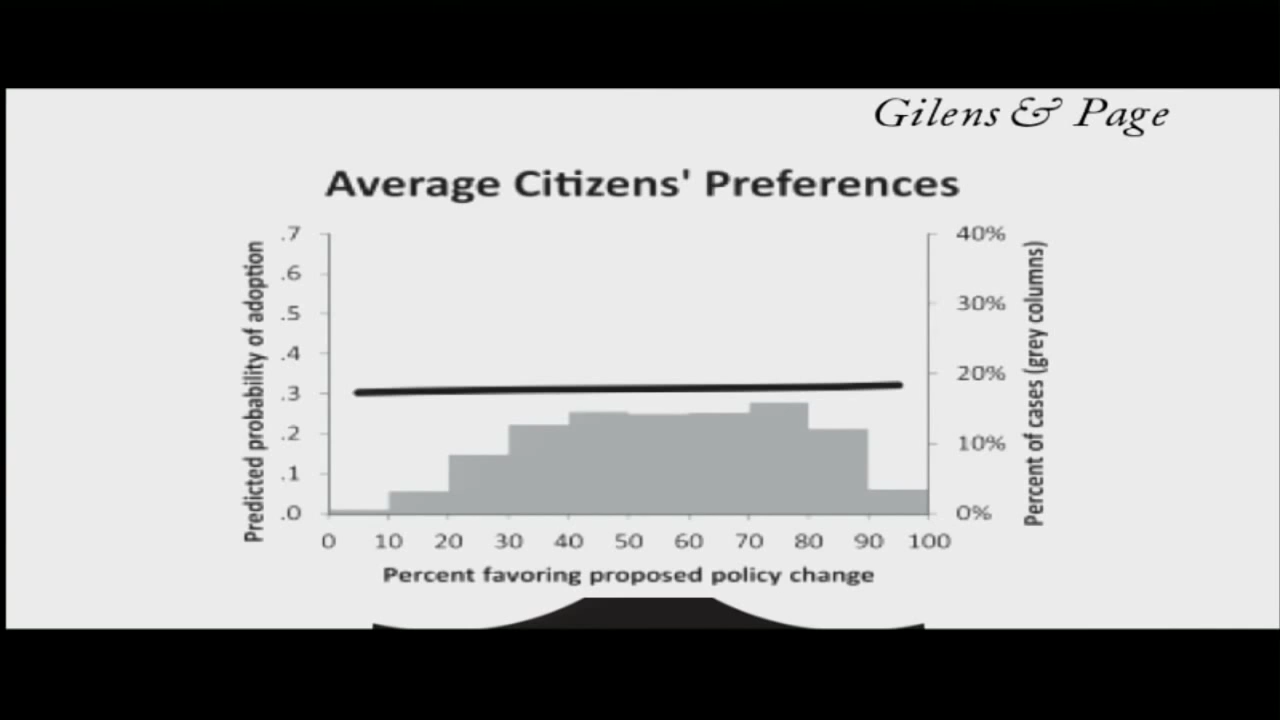 Gilens & Page
Average Citizens' Preferences
Predicted probability of adoption
.7
.6
.5
.4
.3
.2
.1
.0
40%
30%
20%
10%
0%
Percent of cases (grey columns)
0 10 20 30 40 50 60 70 80 90 100
Percent favoring proposed policy change